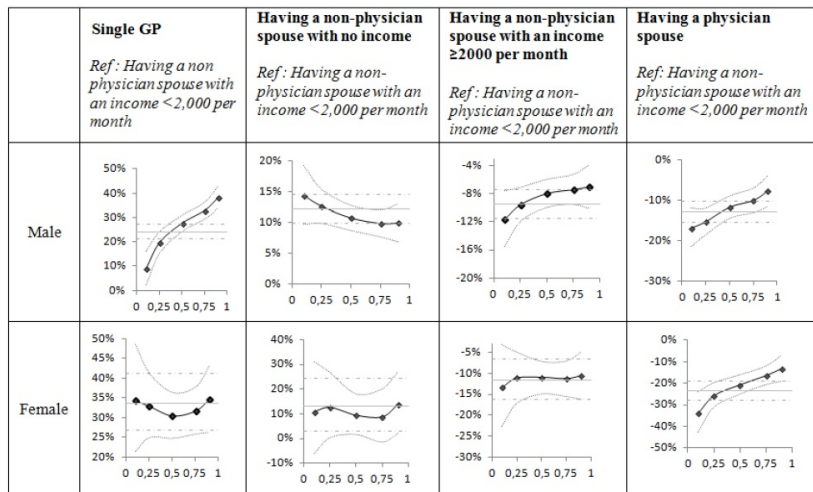 Single GP
Ref : Having a non
physician spouse with
an income <2,000 per
month
Having a non-physician
spouse with no income
Ref : Having a non-
physician spouse with an
income <2,000 per month
Having a non-physician
spouse with an income
≥2000 per month
Ref : Having a non-
physician spouse with an
income <2,000 per month
Having a physician
spouse
Ref : Having a non-
physician spouse with an
income <2,000 per month
Male
50%
40%
30%
20%
10%
0%
0 0,25 0,5 0,75 1
20%
15%
10%
5%
0%
0 0,25 0,5 0,75 1
-4%
-8%
-12%
-16%
-20%
0 0,25 0,5 0,75 1
0%
-10%
-20%
-30%
0 0,25 0,5 0,75 1
Female
50%
45%
40%
35%
30%
25%
20%
0 0,25 0,5 0,75 1
40%
30%
20%
10%
0%
-10%
0 0,25 0,5 0,75 1
-5%
-10%
-15%
-20%
-25%
-30%
0 0,25 0,5 0,75 1
0%
-10%
-20%
-30%
-40%
-50%
0 0,25 0,5 0,75 1